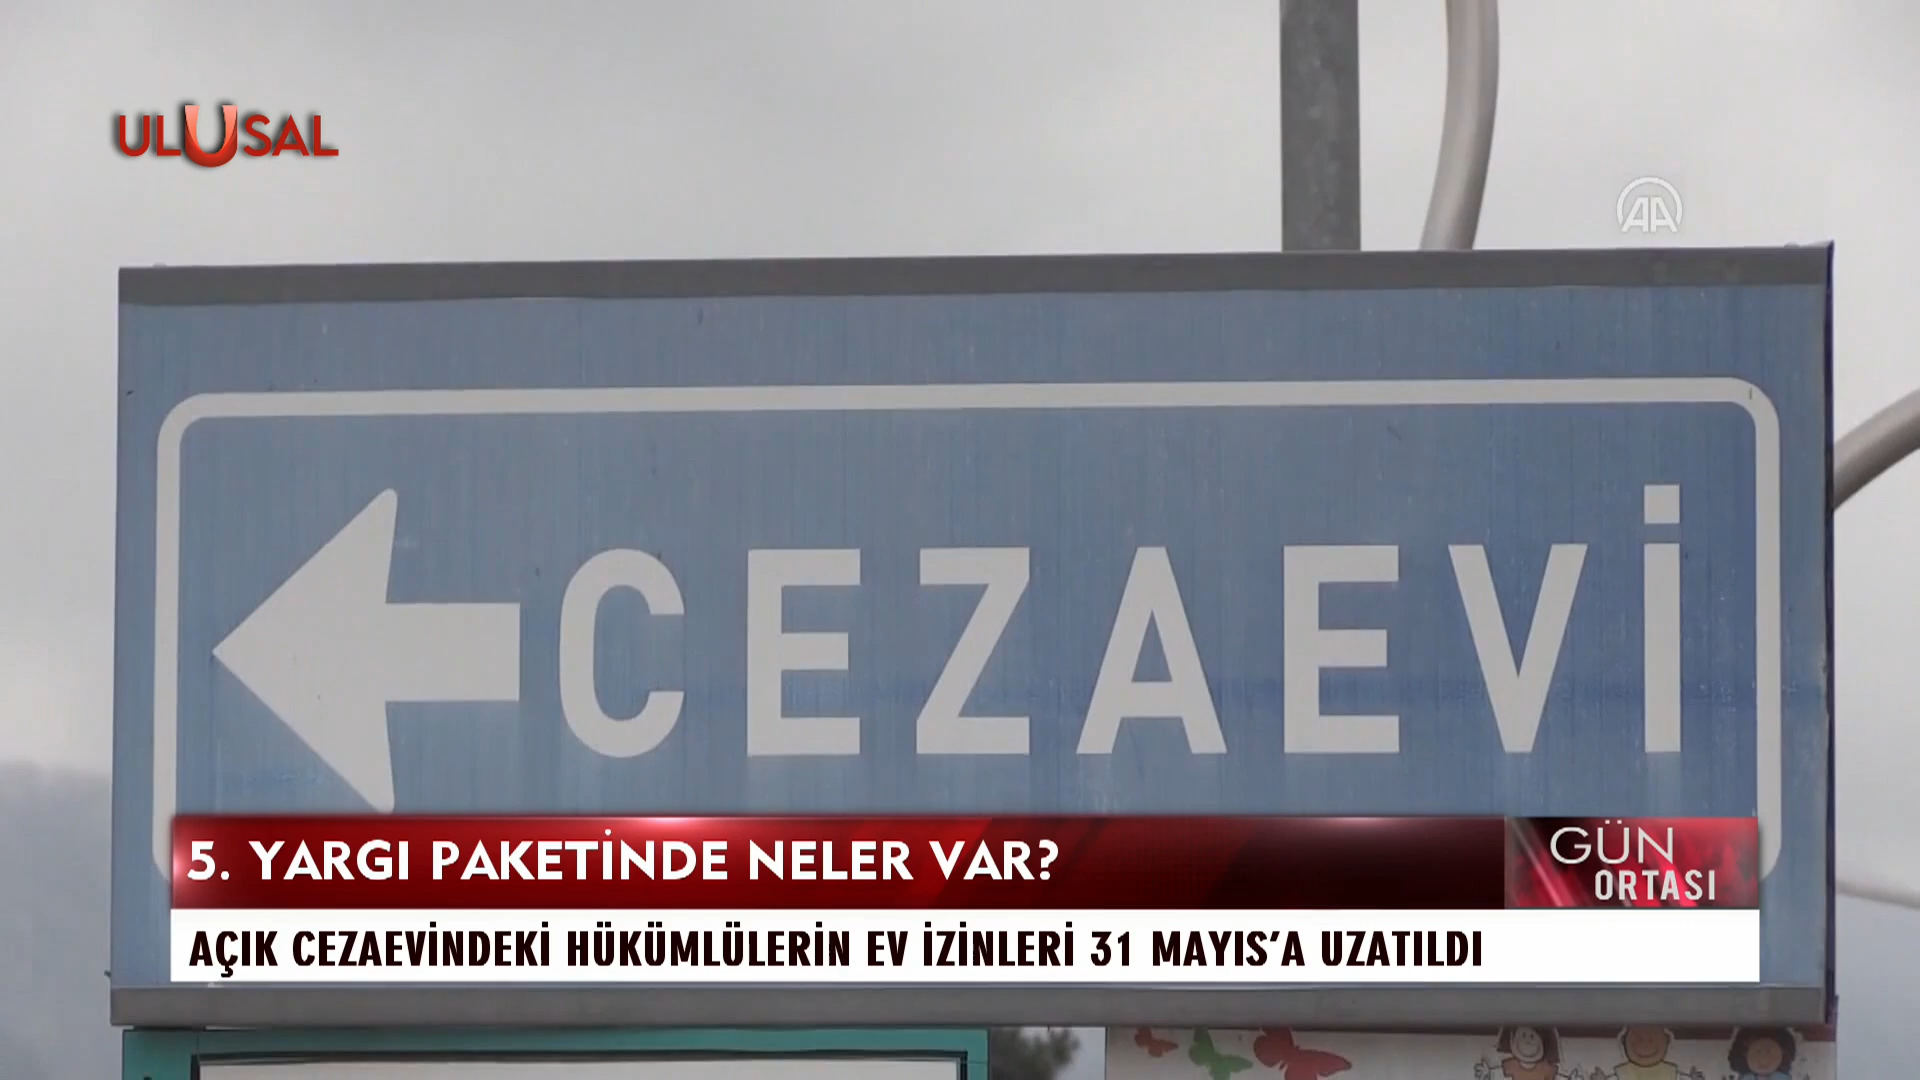 ULUSAL
AA
CEZAEVİ
5. YARGI PAKETİNDE NELER VAR?
GÜN
ORTASI
AÇIK CEZAEVİNDEKİ HÜKÜMLÜLERİN EV İZİNLERİ 31 MAYIS'A UZATILDI